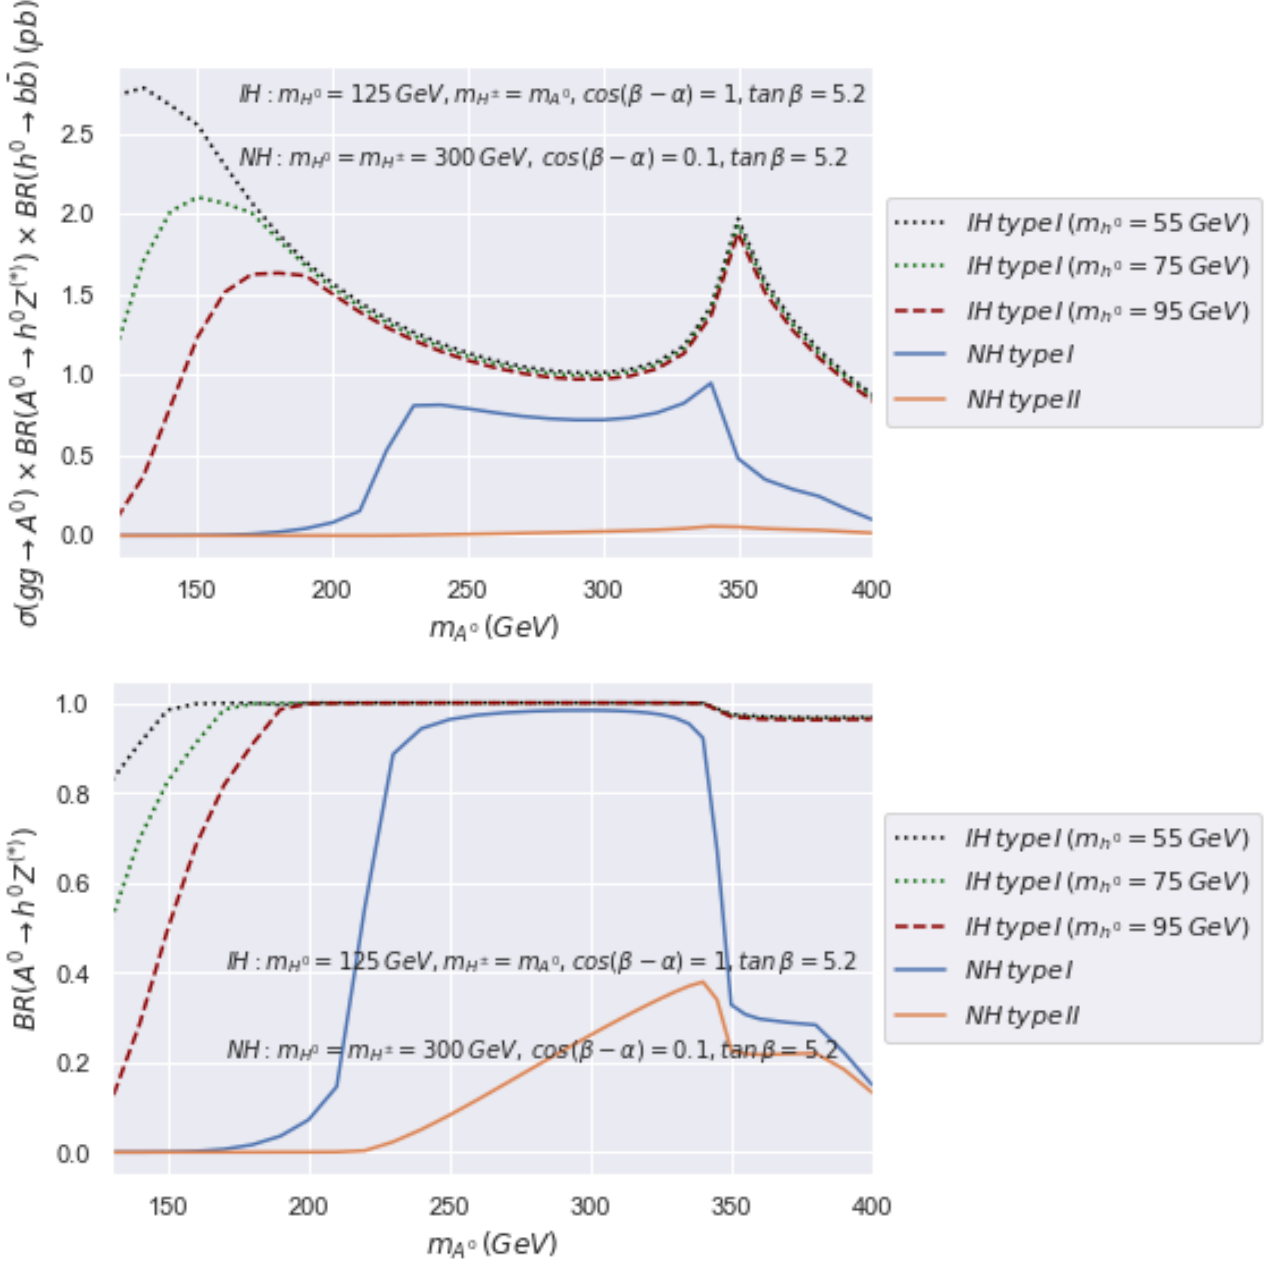 σ(gg → A⁰) × BR(A⁰ → h⁰Z⁽*⁾) × BR(h⁰ → bb̄) (pb)
IH : m_H⁰ = 125 GeV, m_H± = m_A⁰, cos(β − α) = 1, tan β = 5.2
NH : m_H⁰ = m_H± = 300 GeV, cos(β − α) = 0.1, tan β = 5.2
2.5
2.0
1.5
1.0
0.5
0.0
150 200 250 300 350 400
m_A⁰ (GeV)
IH type I (m_h⁰ = 55 GeV)
IH type I (m_h⁰ = 75 GeV)
IH type I (m_h⁰ = 95 GeV)
NH type I
NH type II
BR(A⁰ → h⁰Z⁽*⁾)
1.0
0.8
0.6
0.4
0.2
0.0
IH : m_H⁰ = 125 GeV, m_H± = m_A⁰, cos(β − α) = 1, tan β = 5.2
NH : m_H⁰ = m_H± = 300 GeV, cos(β − α) = 0.1, tan β = 5.2
150 200 250 300 350 400
m_A⁰ (GeV)
IH type I (m_h⁰ = 55 GeV)
IH type I (m_h⁰ = 75 GeV)
IH type I (m_h⁰ = 95 GeV)
NH type I
NH type II